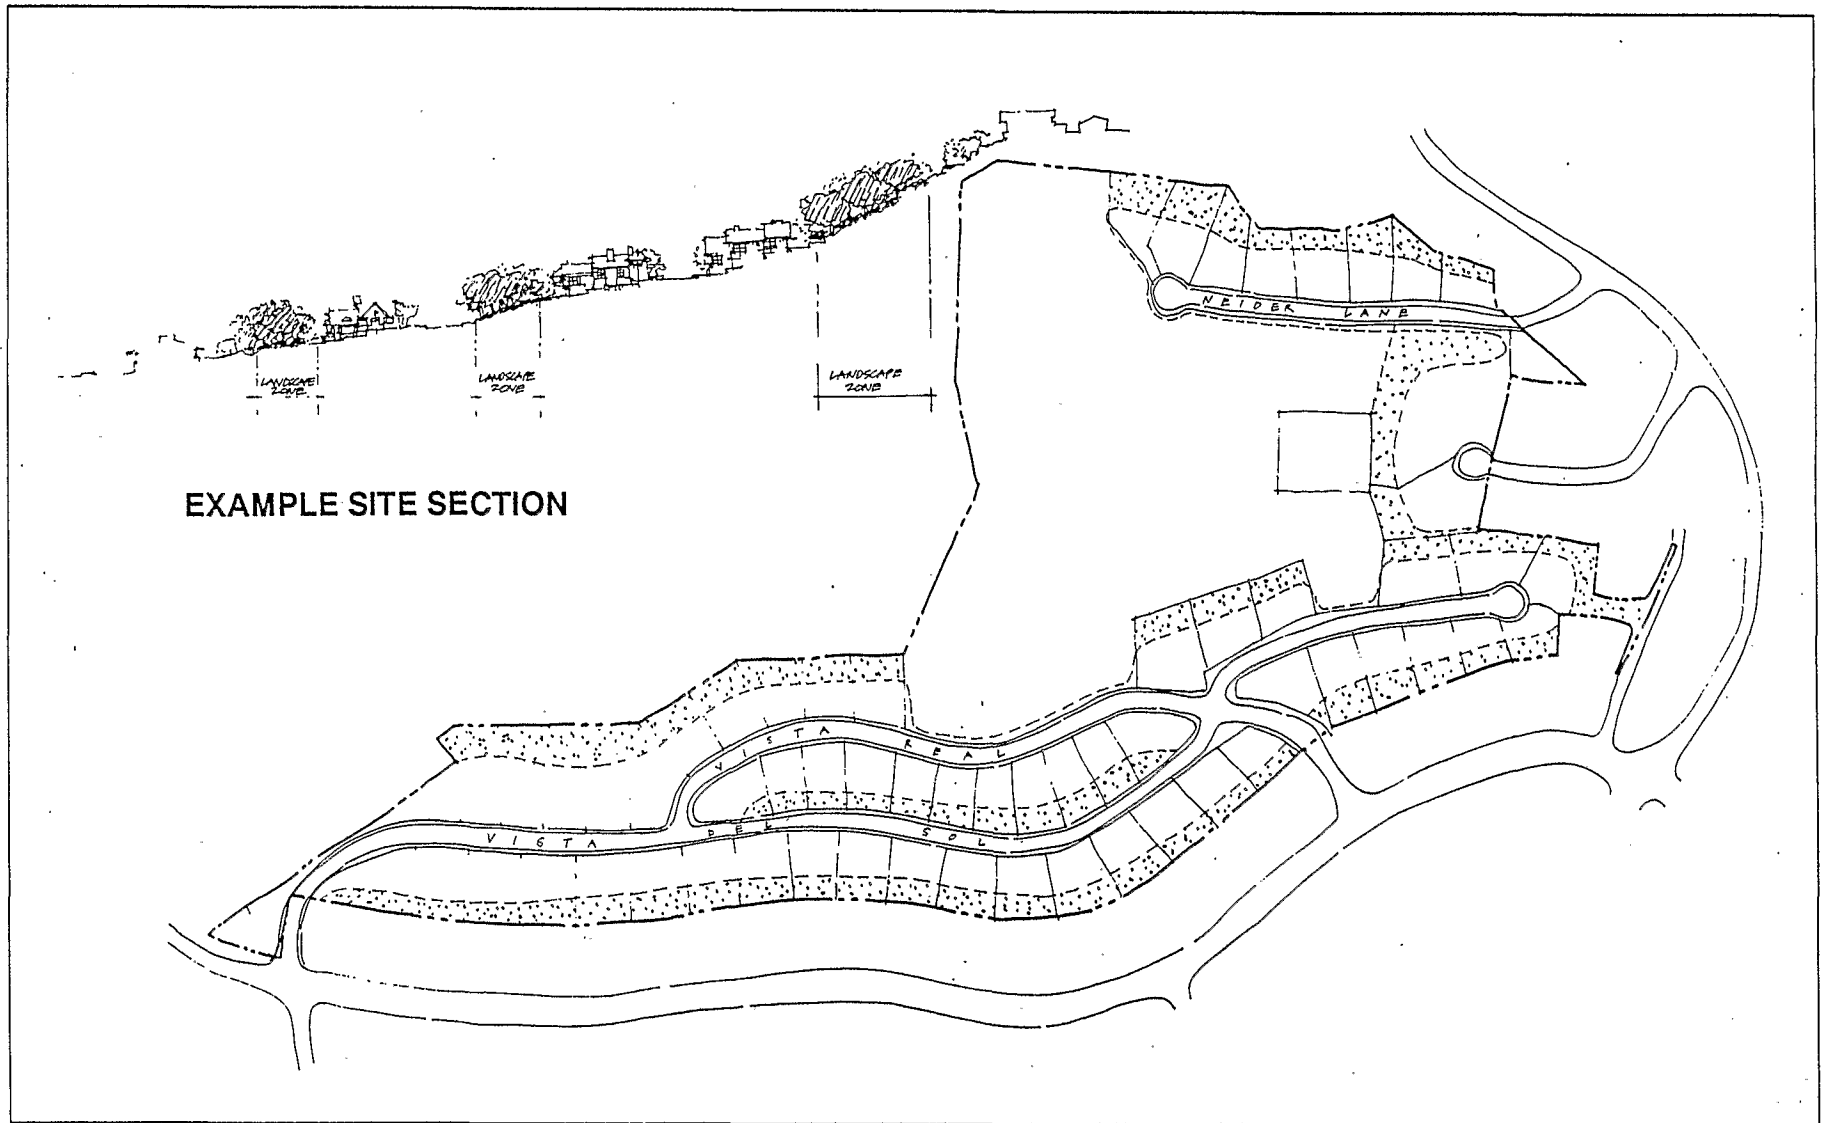 LANDSCAPE
ZONE
LANDSCAPE
ZONE
LANDSCAPE
ZONE
EXAMPLE SITE SECTION
NEIDER LANE
VISTA REAL
VISTA DEL SOL